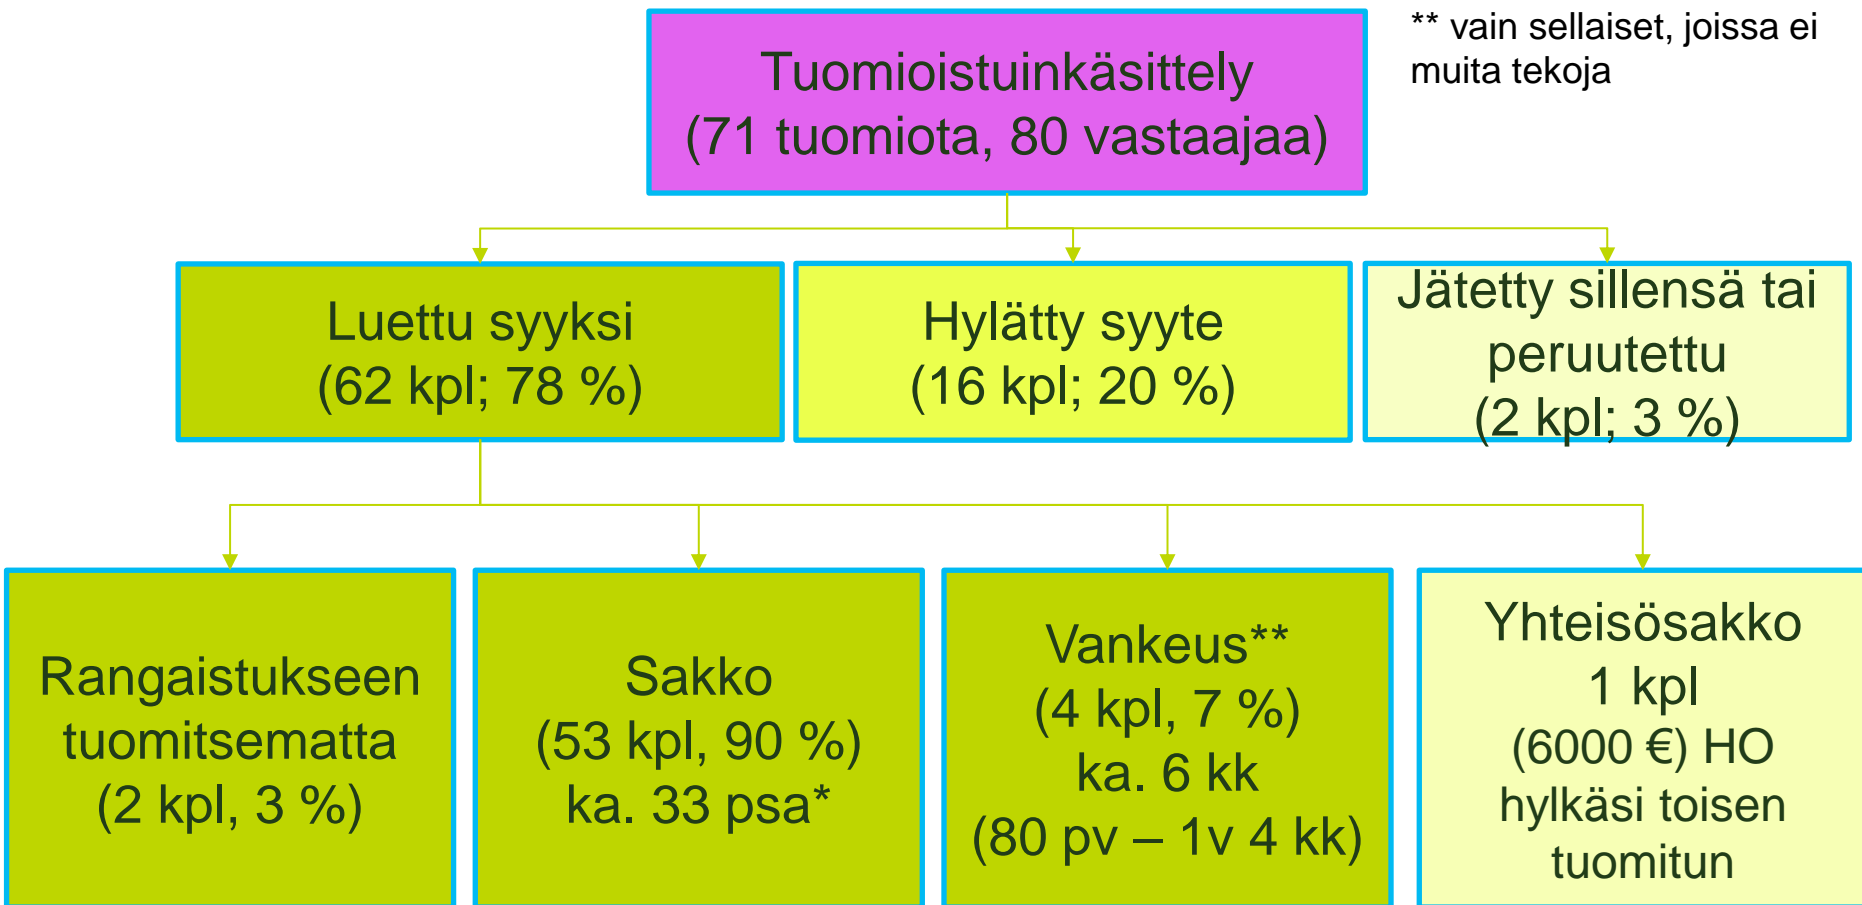 ** vain sellaiset, joissa ei
muita tekoja
Tuomioistuinkäsittely
(71 tuomiota, 80 vastaajaa)
Luettu syyksi
(62 kpl; 78 %)
Hylätty syyte
(16 kpl; 20 %)
Jätetty sillensä tai
peruutettu
(2 kpl; 3 %)
Rangaistukseen
tuomitsematta
(2 kpl, 3 %)
Sakko
(53 kpl, 90 %)
ka. 33 psa*
Vankeus**
(4 kpl, 7 %)
ka. 6 kk
(80 pv – 1v 4 kk)
Yhteisösakko
1 kpl
(6000 €) HO
hylkäsi toisen
tuomitun